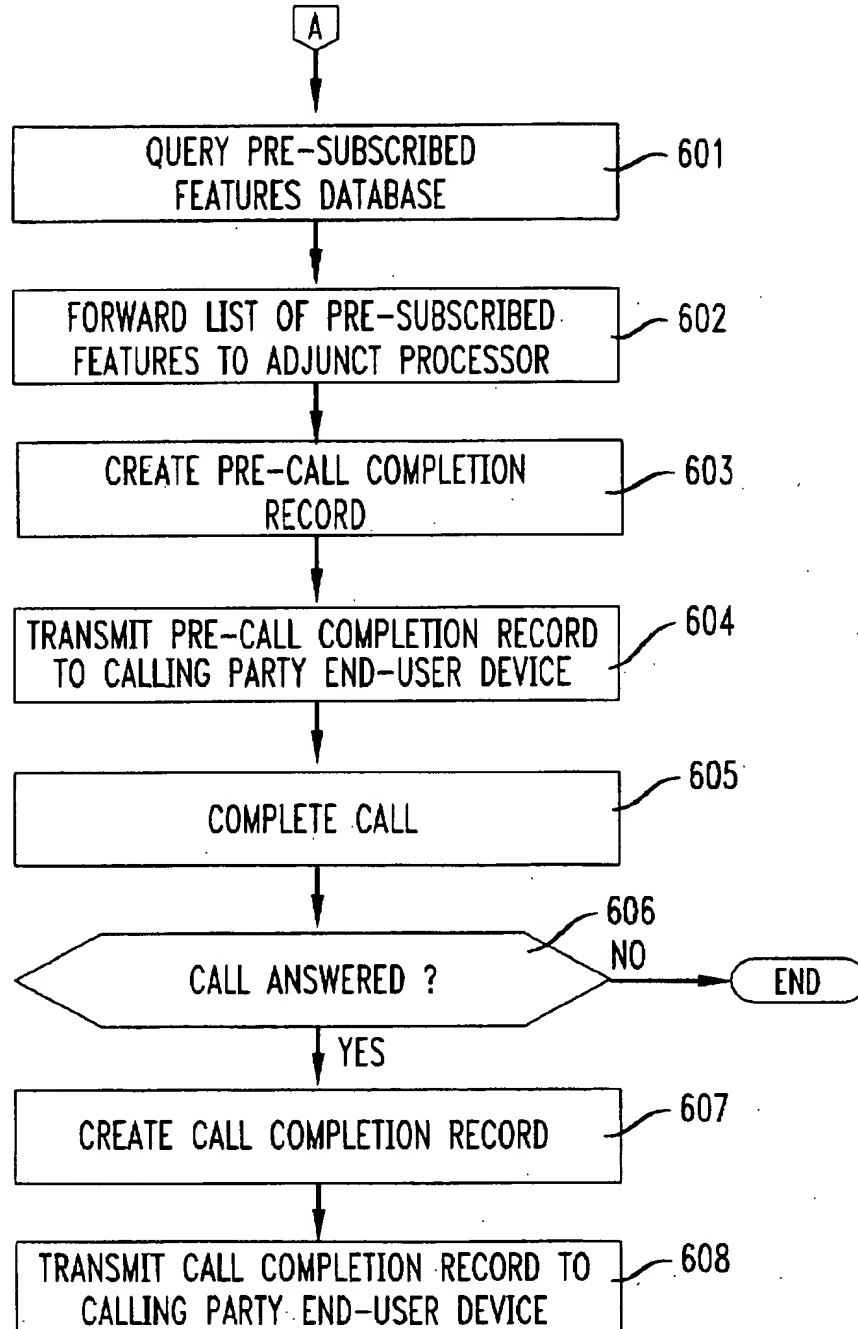 A
QUERY PRE-SUBSCRIBED
FEATURES DATABASE
601
FORWARD LIST OF PRE-SUBSCRIBED
FEATURES TO ADJUNCT PROCESSOR
602
CREATE PRE-CALL COMPLETION
RECORD
603
TRANSMIT PRE-CALL COMPLETION RECORD
TO CALLING PARTY END-USER DEVICE
604
COMPLETE CALL
605
606
CALL ANSWERED ?
NO
END
YES
CREATE CALL COMPLETION RECORD
607
TRANSMIT CALL COMPLETION RECORD TO
CALLING PARTY END-USER DEVICE
608